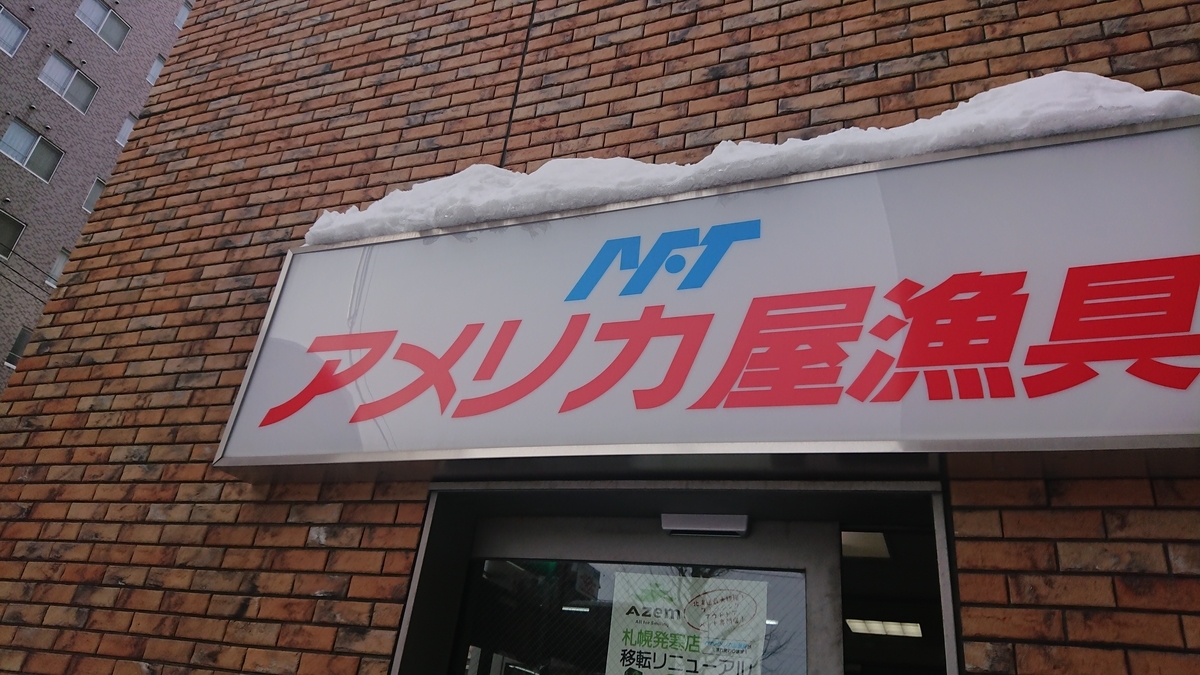 アメリカ屋漁具
Azem
札幌発寒店
移転リニューアル